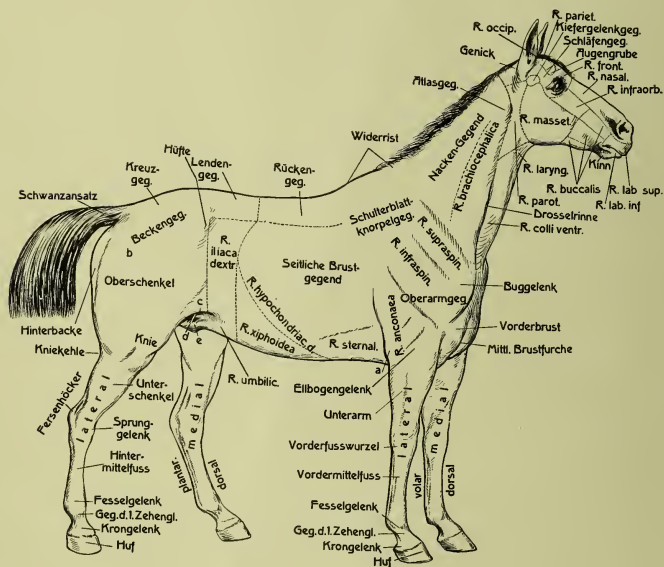 R. pariet.
R. occip.
Kiefergelenkgeg.
Schläfengeg.
Augengrube
Genick
R. front.
R. nasal.
R. infraorb.
Atlasgeg.
R. masset.
Widerrist
Nacken-Gegend
R. brachiocephalica
Kinn
R. laryng.
R. buccalis
R. lab sup.
R. lab. inf
R. parot.
Drosselrinne
R. colli ventr.
Hüfte
Lenden-
geg.
Kreuz-
geg.
Rücken-
geg.
Schwanzansatz
Beckengeg.
b
R.
iliaca
dextr.
Schulterblatt-
knorpelgeg.
R. supraspin.
R. infraspin.
Seitliche Brust-
gegend
Oberschenkel
Buggelenk
Oberarmgeg.
R. hypochondriac. d.
c
Hinterbacke
d
e
R. xiphoidea
R. sternal.
R. anconaea
Vorderbrust
Mittl. Brustfurche
Kniekehle
Knie
a
R. umbilic.
Ellbogengelenk
Unter-
schenkel
Unterarm
Fersenhöcker
lateral
medial
lateral
medial
Sprung-
gelenk
Vorderfusswurzel
Hinter-
mittelfuss
plantar.
dorsal
Vordermittelfuss
volar
dorsal
Fesselgelenk
Fesselgelenk
Geg.d.1.Zehengl.
Krongelenk
Huf
Geg.d.1.Zehengl.
Krongelenk
Huf